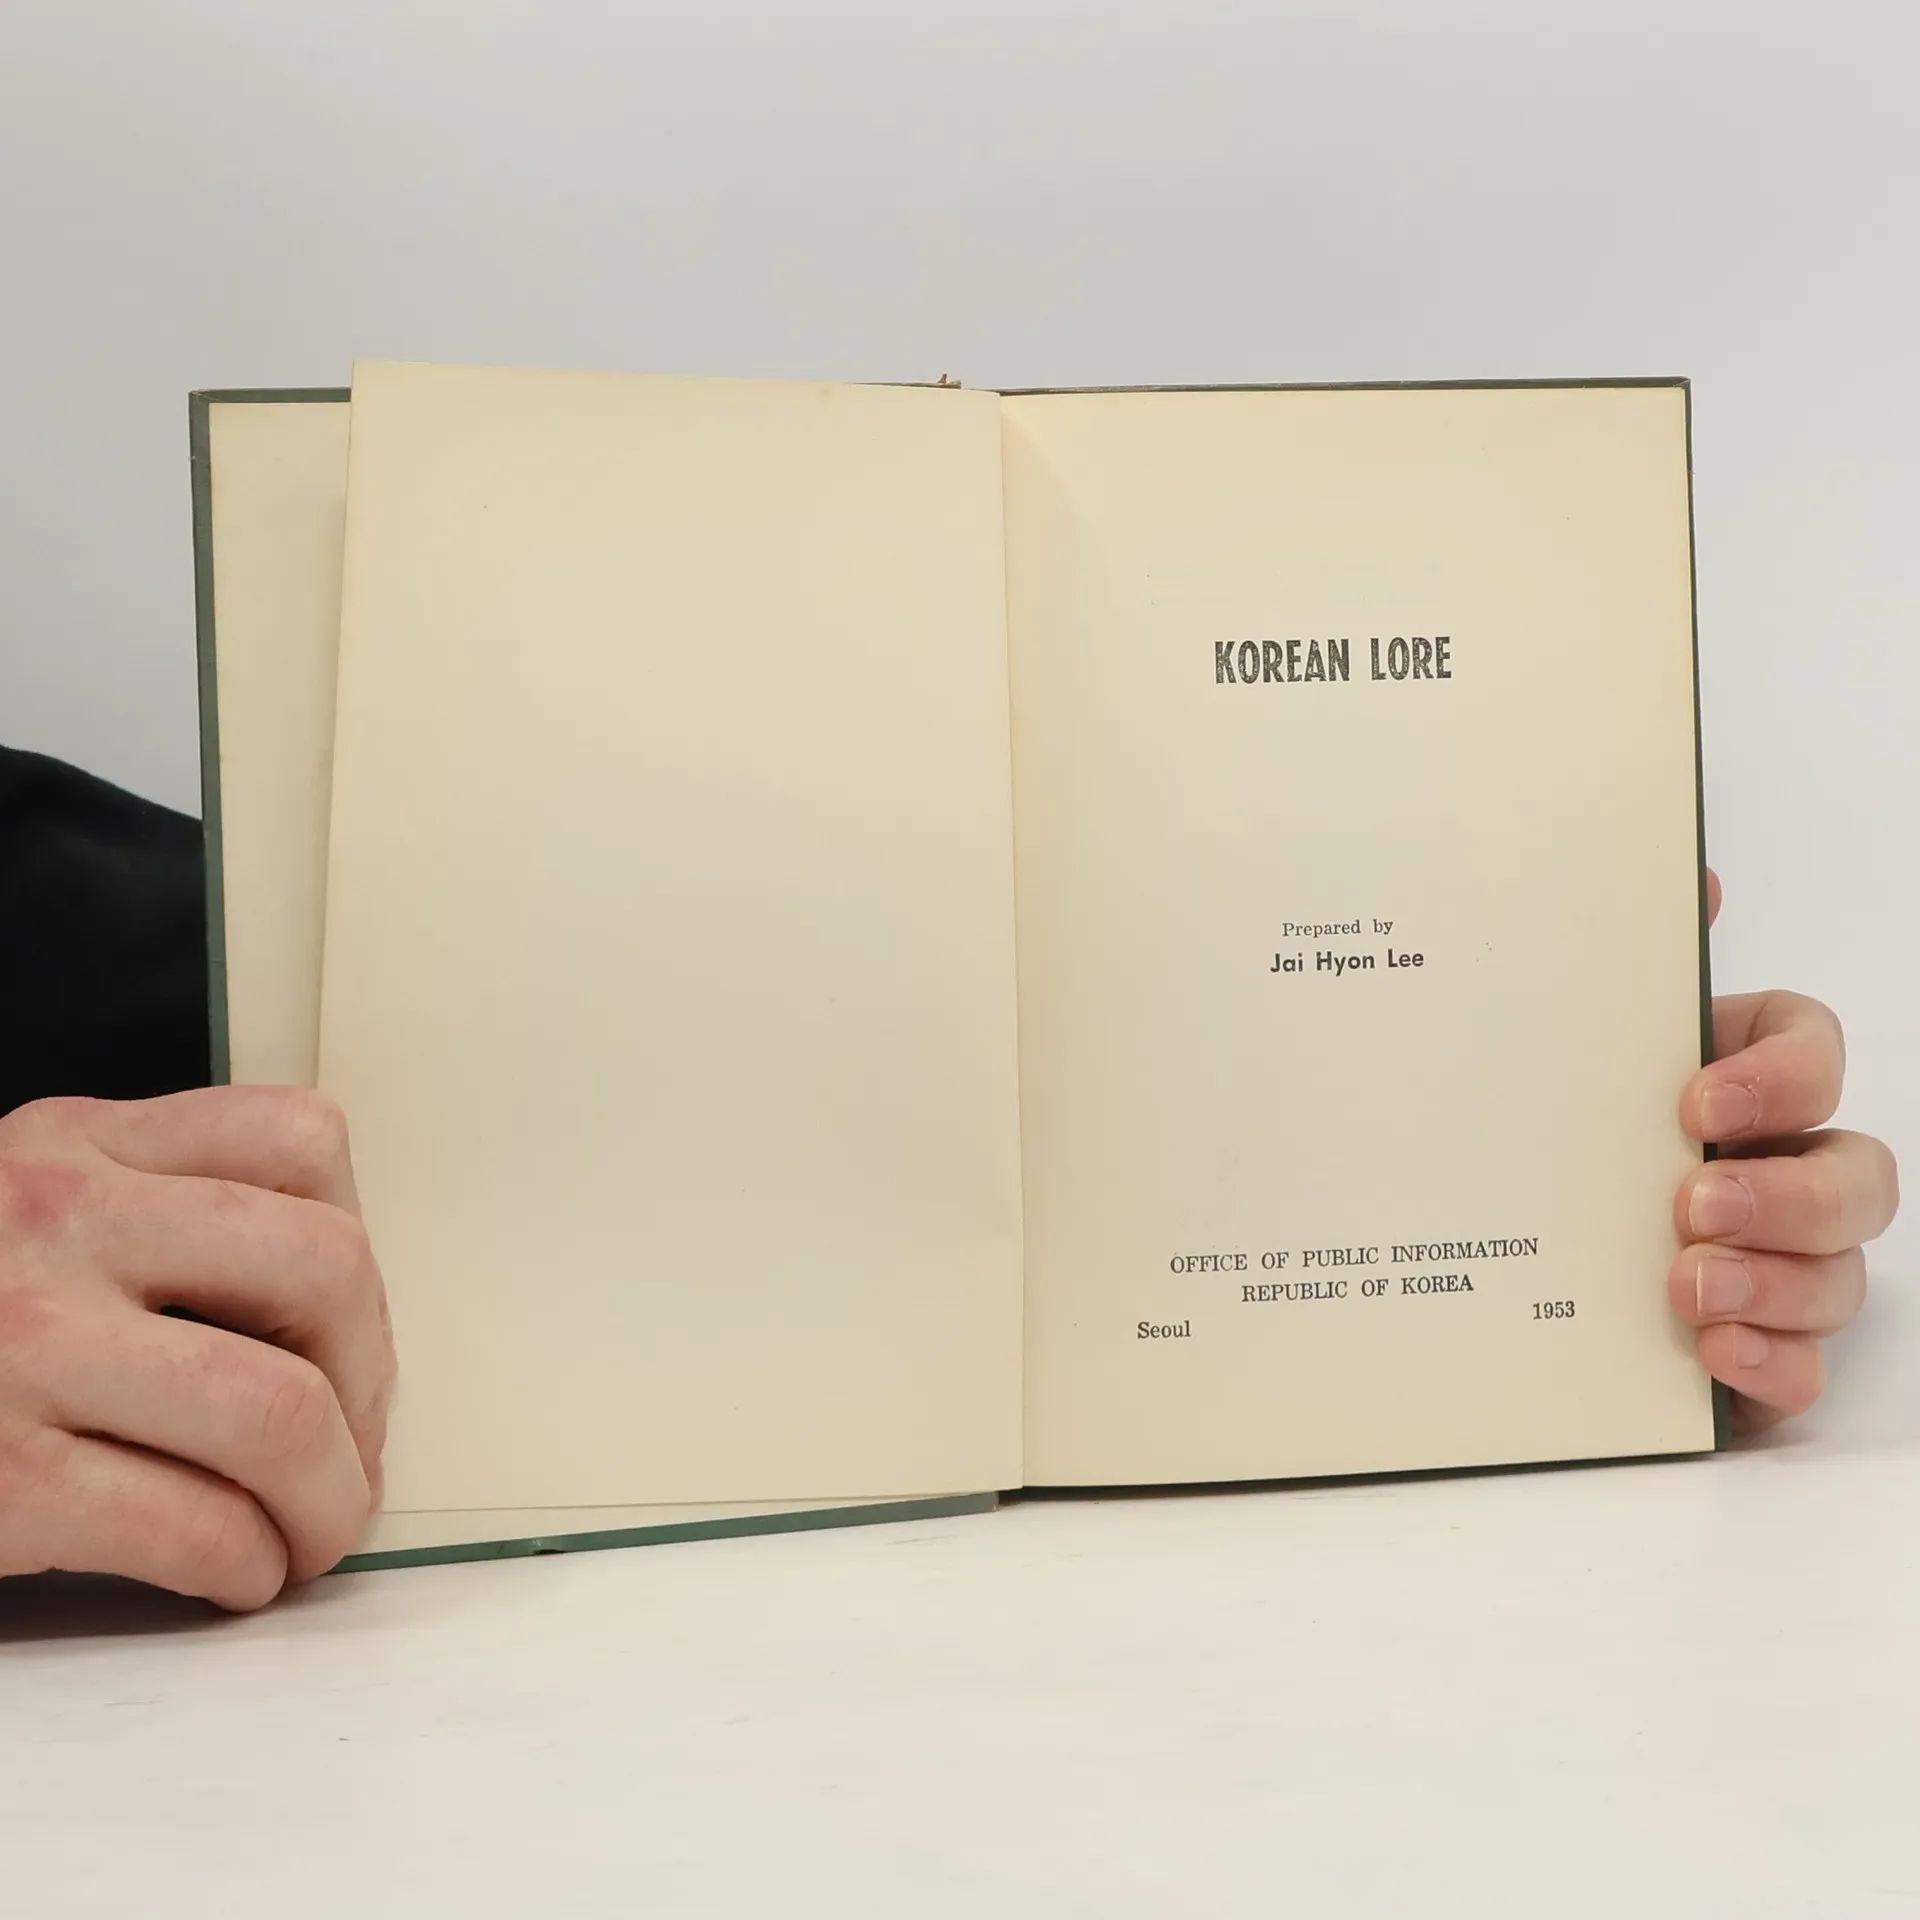 KOREAN LORE
Prepared by
Jai Hyon Lee
OFFICE OF PUBLIC INFORMATION
REPUBLIC OF KOREA
Seoul 1953